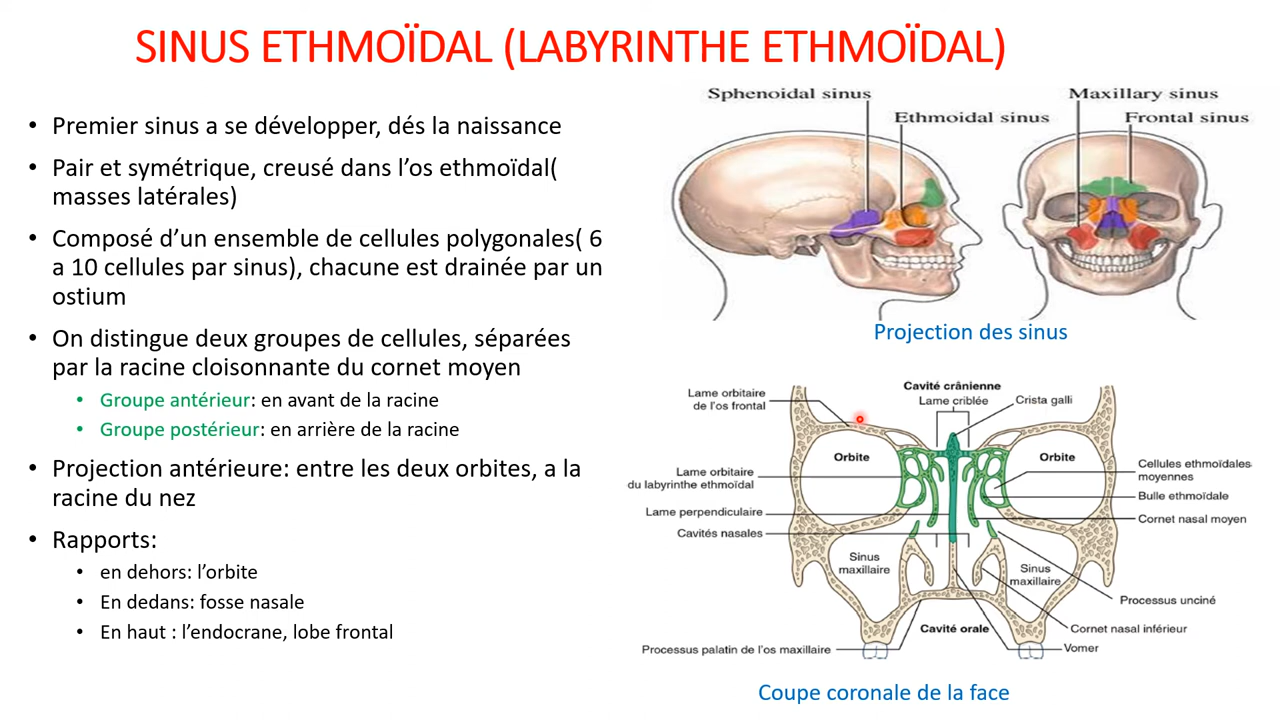 SINUS ETHMOÏDAL (LABYRINTHE ETHMOÏDAL)
• Premier sinus a se développer, dés la naissance
• Pair et symétrique, creusé dans l'os ethmoïdal(
masses latérales)
• Composé d'un ensemble de cellules polygonales( 6
a 10 cellules par sinus), chacune est drainée par un
ostium
• On distingue deux groupes de cellules, séparées
par la racine cloisonnante du cornet moyen
• Groupe antérieur: en avant de la racine
• Groupe postérieur: en arrière de la racine
• Projection antérieure: entre les deux orbites, a la
racine du nez
• Rapports:
• en dehors: l'orbite
• En dedans: fosse nasale
• En haut : l'endocrane, lobe frontal
Sphenoidal sinus
Ethmoidal sinus
Maxillary sinus
Frontal sinus
Projection des sinus
Lame orbitaire
de l'os frontal
Cavité crânienne
Lame criblée
Crista galli
Orbite
Orbite
Lame orbitaire
du labyrinthe ethmoïdal
Cellules ethmoïdales
moyennes
Bulle ethmoïdale
Lame perpendiculaire
Cornet nasal moyen
Cavités nasales
Sinus
maxillaire
Sinus
maxillaire
Processus unciné
Cavité orale
Cornet nasal inférieur
Processus palatin de l'os maxillaire
Vomer
Coupe coronale de la face